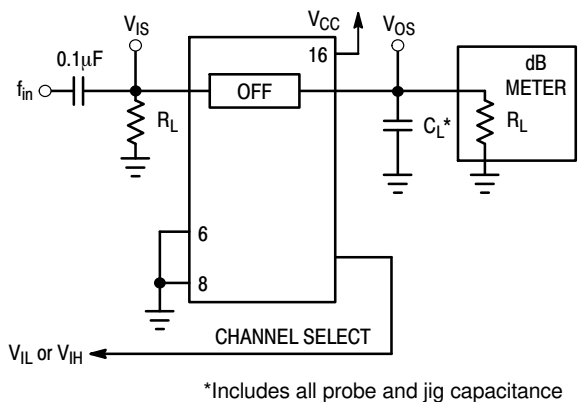 V_IS
V_CC
V_OS
16
0.1µF
dB
METER
f_in
OFF
R_L
C_L*
R_L
6
8
CHANNEL SELECT
V_IL or V_IH
*Includes all probe and jig capacitance